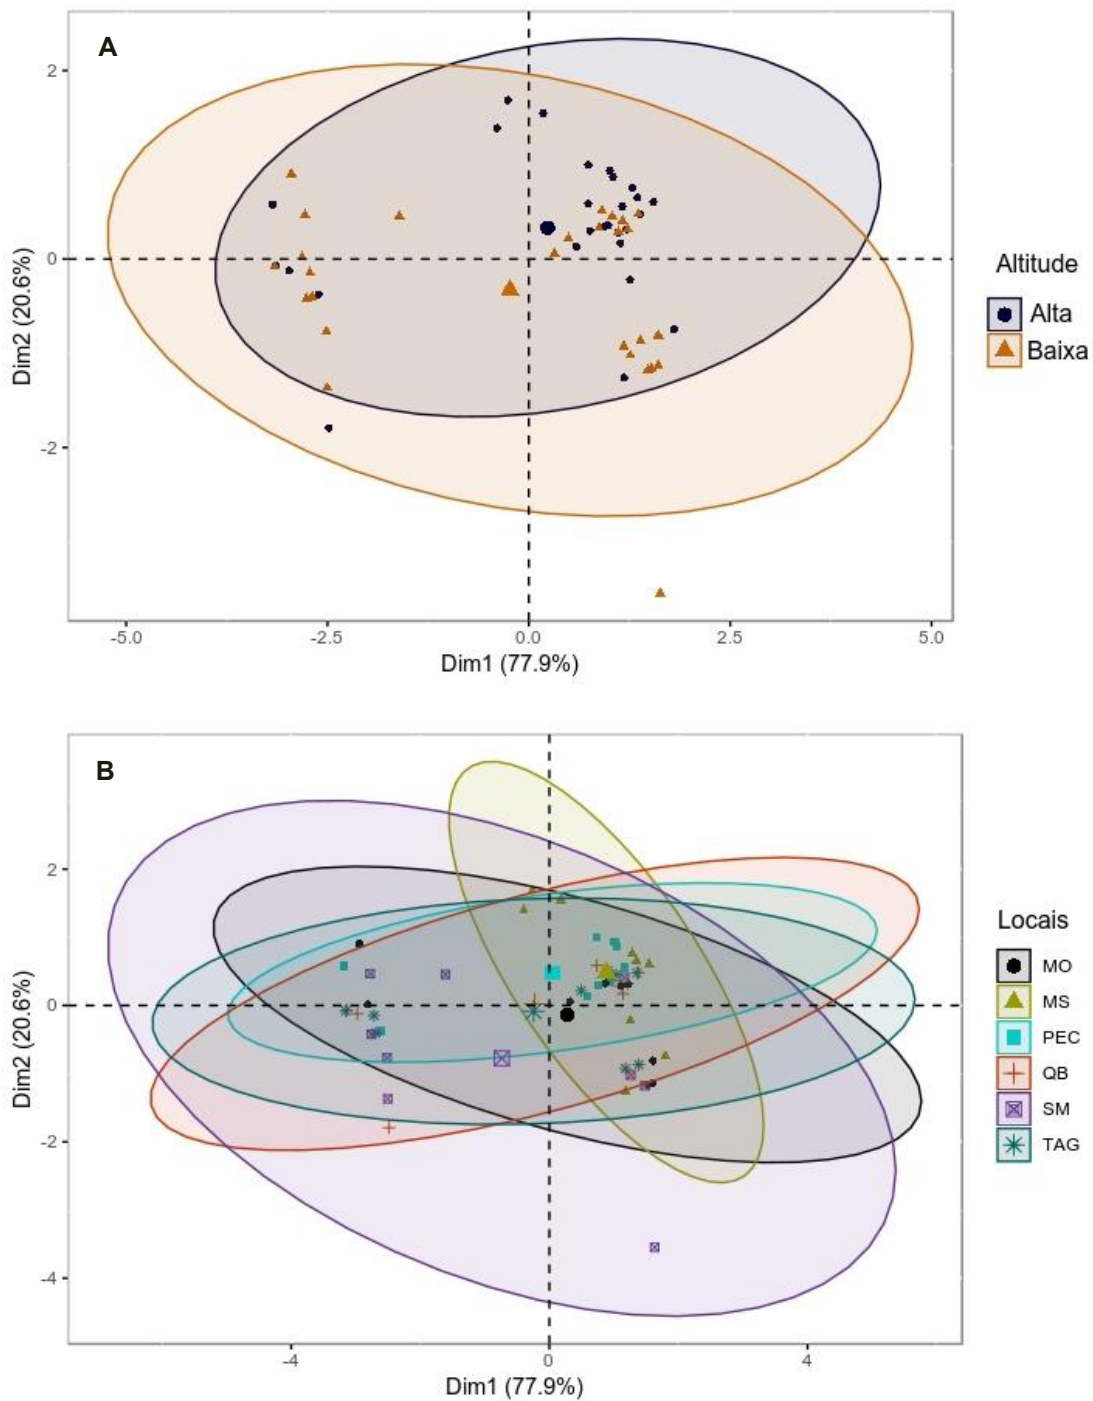 A
2
0
-2
Dim2 (20.6%)
-5.0 -2.5 0.0 2.5 5.0
Dim1 (77.9%)
Altitude
Alta
Baixa
B
2
0
-2
-4
Dim2 (20.6%)
-4 0 4
Dim1 (77.9%)
Locais
MO
MS
PEC
QB
SM
TAG